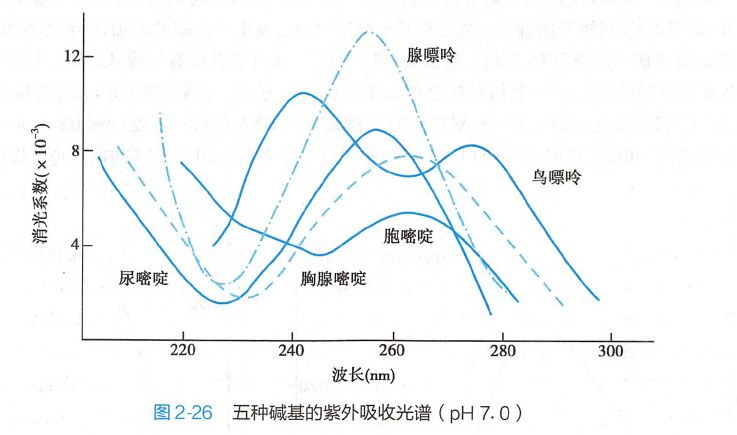 消光系数(×10⁻³)
12
8
4
腺嘌呤
鸟嘌呤
胞嘧啶
尿嘧啶
胸腺嘧啶
220
240
260
280
300
波长(nm)
图2-26 五种碱基的紫外吸收光谱（pH 7.0）